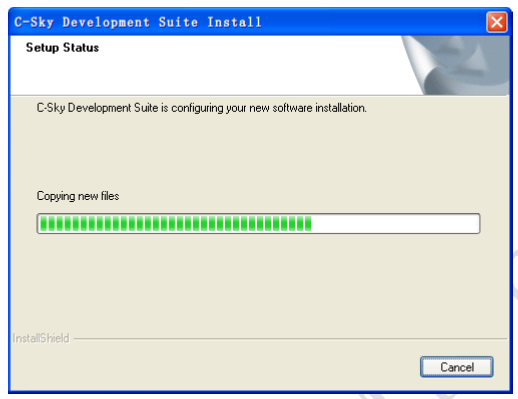 C-Sky Development Suite Install
Setup Status
C-Sky Development Suite is configuring your new software installation.
Copying new files
InstallShield
Cancel